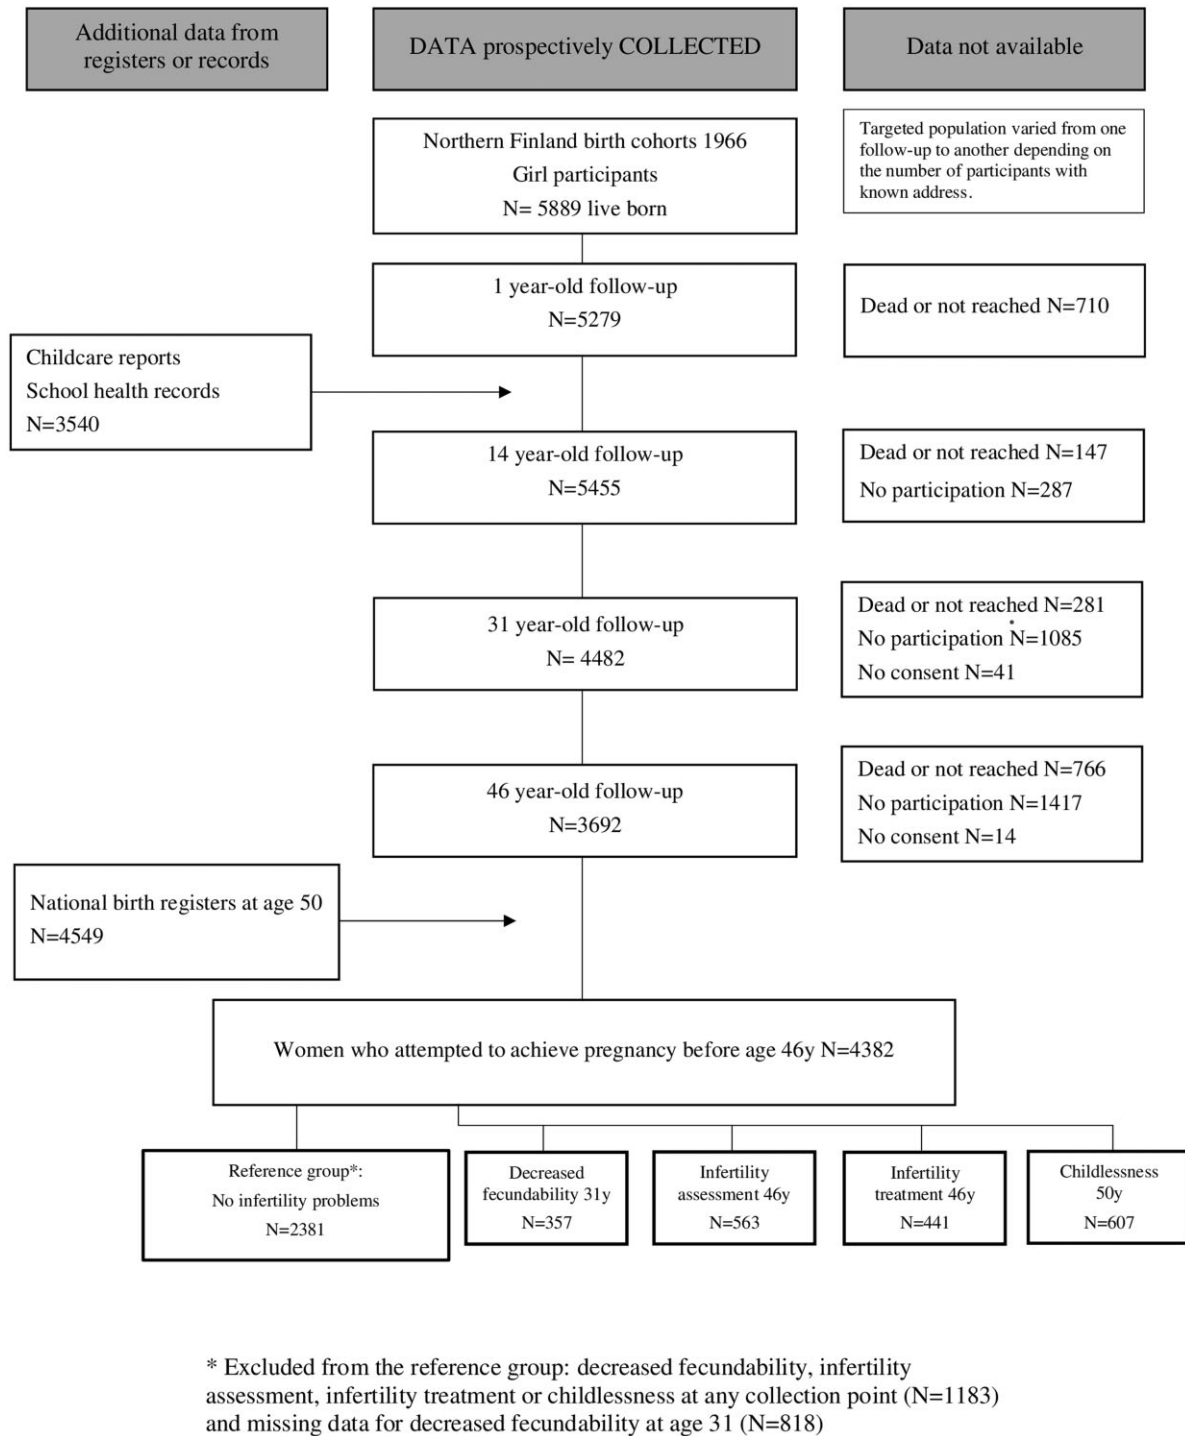 Additional data from
registers or records
DATA prospectively COLLECTED
Data not available
Northern Finland birth cohorts 1966
Girl participants
N= 5889 live born
Targeted population varied from one
follow-up to another depending on
the number of participants with
known address.
1 year-old follow-up
N=5279
Dead or not reached N=710
Childcare reports
School health records
N=3540
14 year-old follow-up
N=5455
Dead or not reached N=147
No participation N=287
31 year-old follow-up
N= 4482
Dead or not reached N=281
No participation N=1085
No consent N=41
46 year-old follow-up
N=3692
Dead or not reached N=766
No participation N=1417
No consent N=14
National birth registers at age 50
N=4549
Women who attempted to achieve pregnancy before age 46y N=4382
Reference group*:
No infertility problems
N=2381
Decreased
fecundability 31y
N=357
Infertility
assessment 46y
N=563
Infertility
treatment 46y
N=441
Childlessness
50y
N=607
* Excluded from the reference group: decreased fecundability, infertility
assessment, infertility treatment or childlessness at any collection point (N=1183)
and missing data for decreased fecundability at age 31 (N=818)